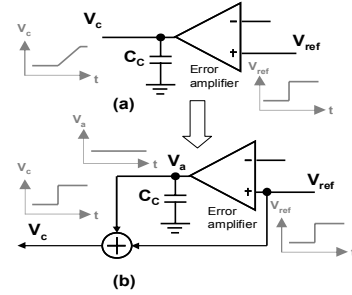 Vc
Vc
t
CC
Error
amplifier
−
+
Vref
Vref
t
(a)
Va
t
Vc
t
Va
CC
Error
amplifier
−
+
Vref
Vref
t
Vc
+
(b)